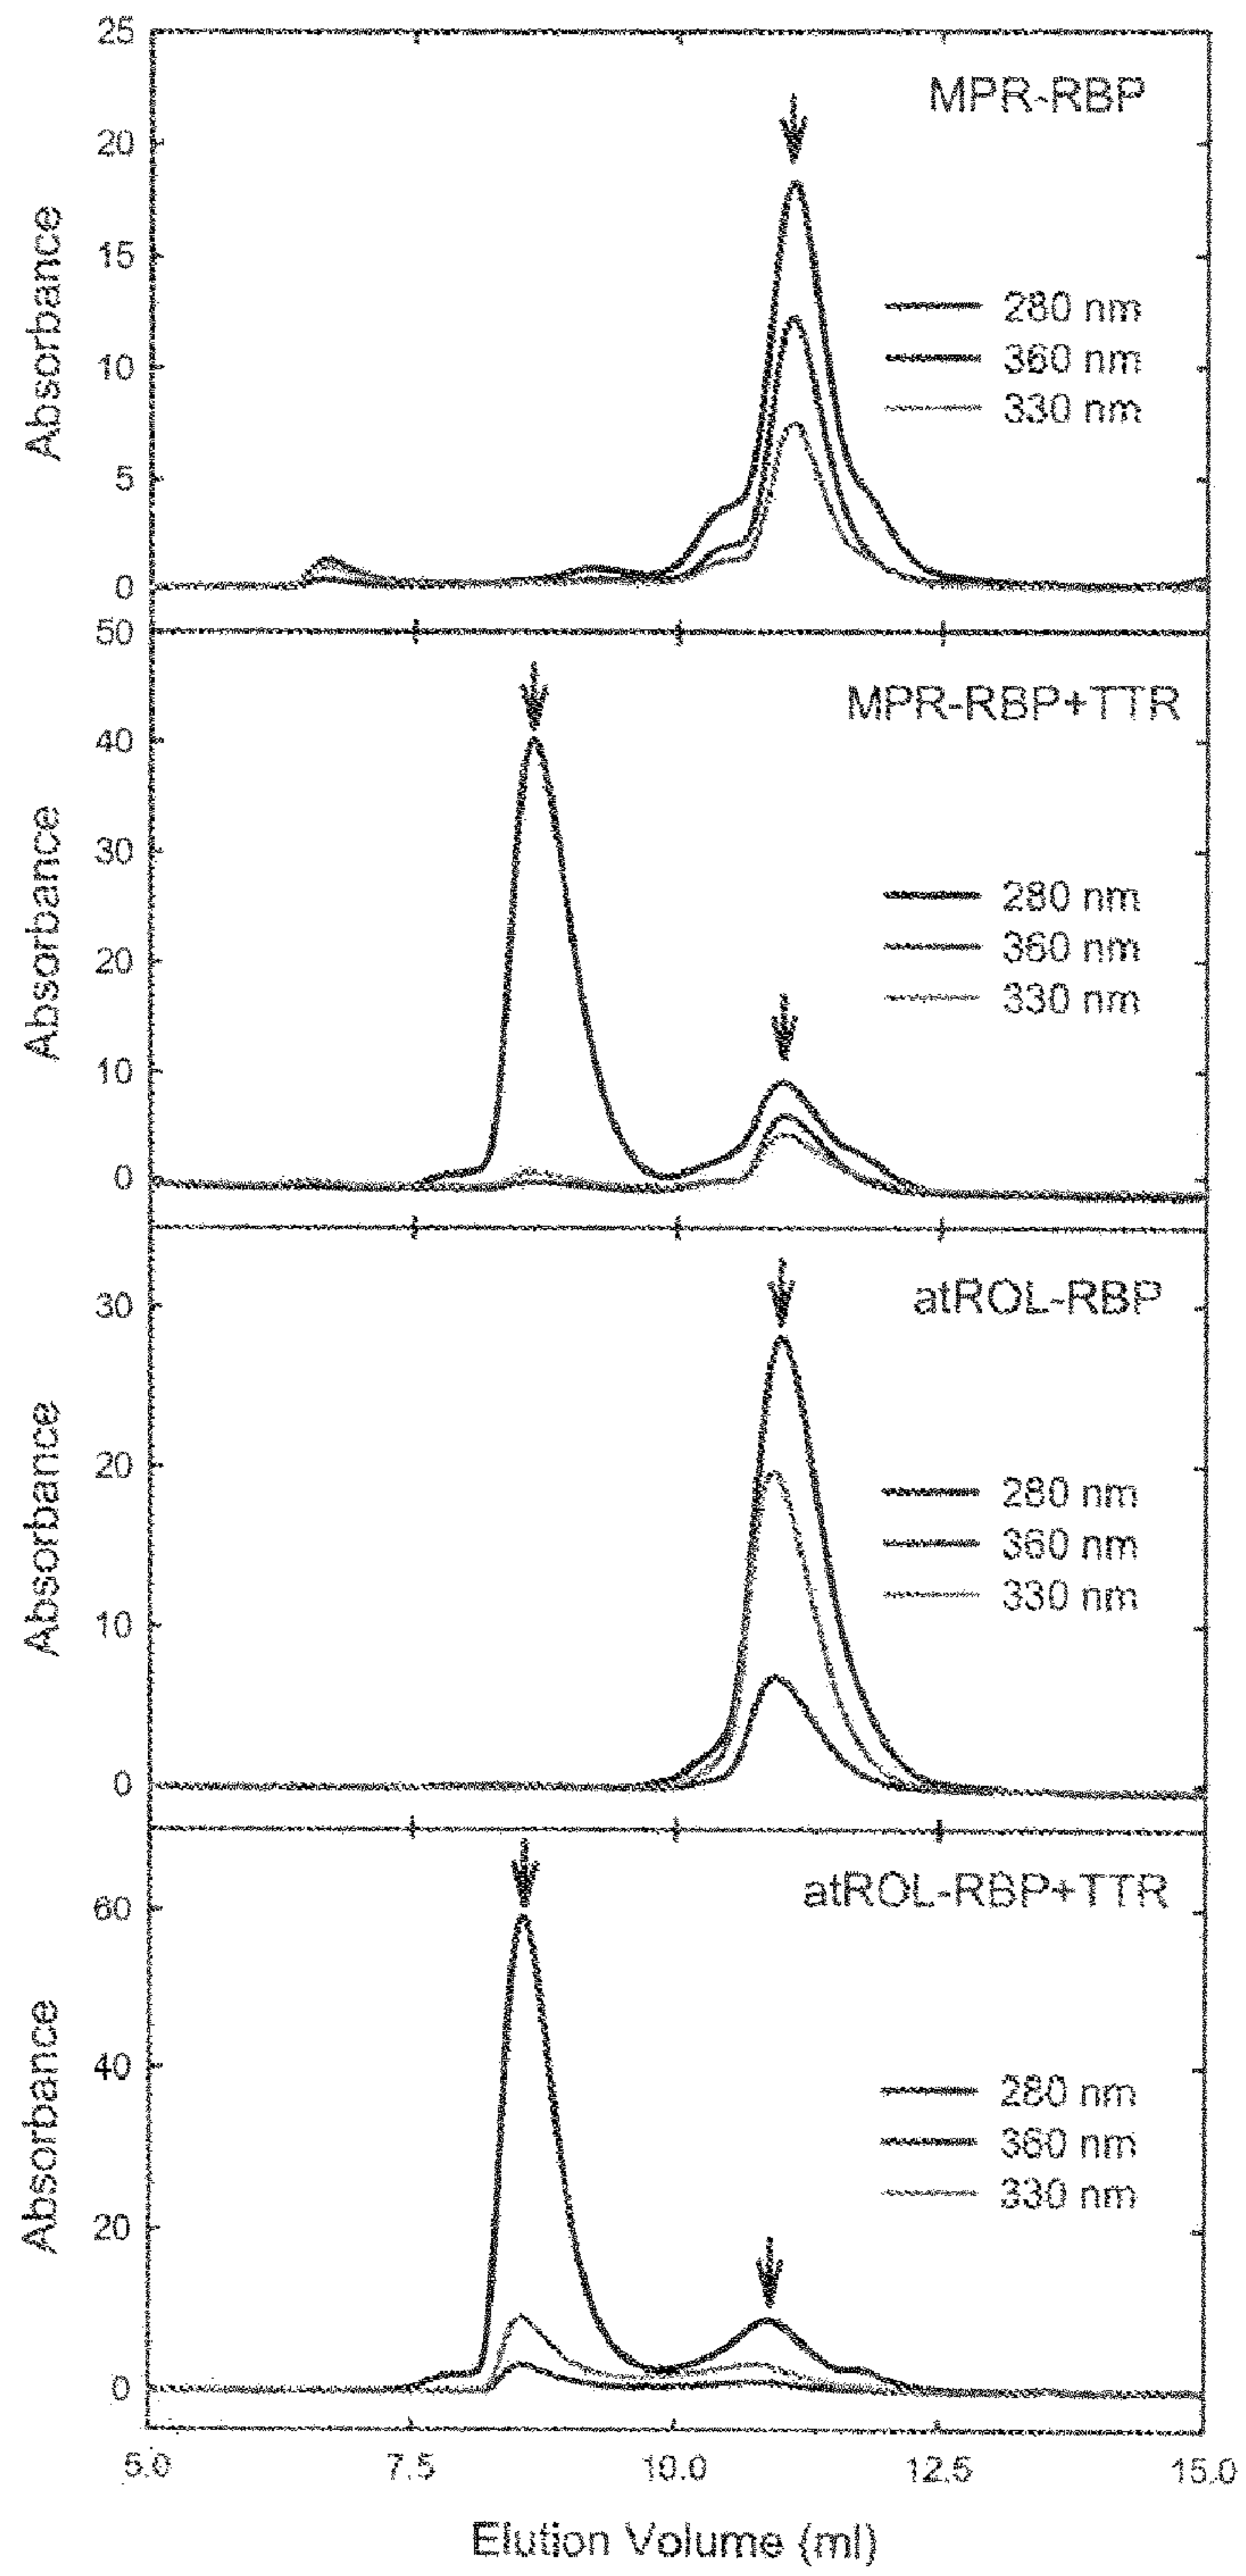 25
MPR-RBP
20
15
10
5
0
Absorbance
280 nm
360 nm
330 nm
50
MPR-RBP+TTR
40
30
20
10
0
Absorbance
280 nm
360 nm
330 nm
atROL-RBP
30
20
10
0
Absorbance
280 nm
360 nm
330 nm
atROL-RBP+TTR
60
40
20
0
Absorbance
280 nm
360 nm
330 nm
5.0 7.5 10.0 12.5 15.0
Elution Volume (ml)